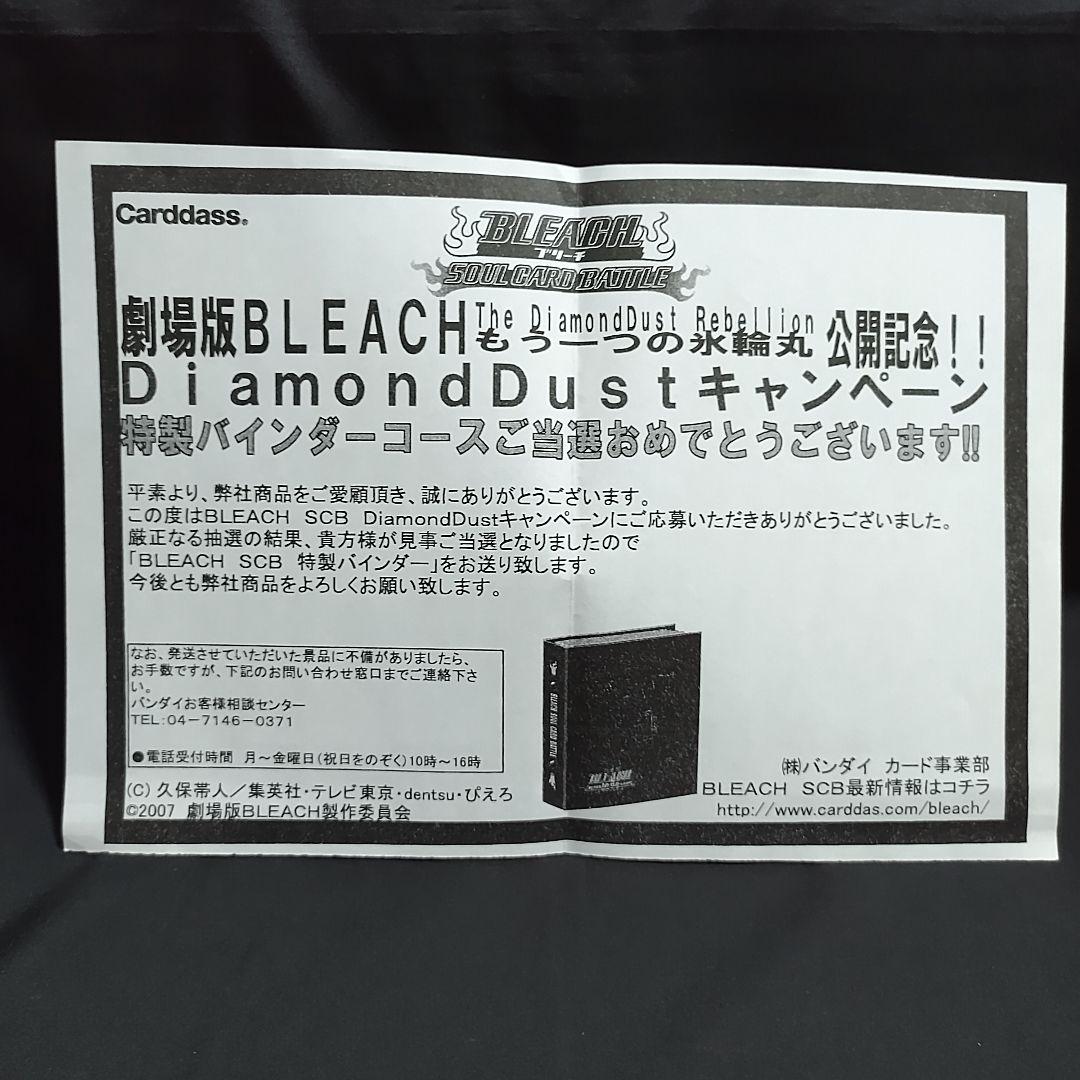 Carddass®
BLEACH
ブリーチ
SOUL CARD BATTLE
劇場版BLEACH The DiamondDust Rebellion もう一つの氷輪丸 公開記念！！
DiamondDustキャンペーン
特製バインダーコースご当選おめでとうございます!!
平素より、弊社商品をご愛顧頂き、誠にありがとうございます。
この度はBLEACH SCB DiamondDustキャンペーンにご応募いただきありがとうございました。
厳正なる抽選の結果、貴方様が見事ご当選となりましたので
「BLEACH SCB 特製バインダー」をお送り致します。
今後とも弊社商品をよろしくお願い致します。
なお、発送させていただいた景品に不備がありましたら、
お手数ですが、下記のお問い合わせ窓口までご連絡下さ
い。
バンダイお客様相談センター
TEL:04-7146-0371
●電話受付時間 月～金曜日(祝日をのぞく)10時～16時
(C) 久保帯人／集英社・テレビ東京・dentsu・ぴえろ
©2007 劇場版BLEACH製作委員会
BLEACH SOUL CARD BATTLE
BLEACH
㈱バンダイ カード事業部
BLEACH SCB最新情報はコチラ
http://www.carddas.com/bleach/